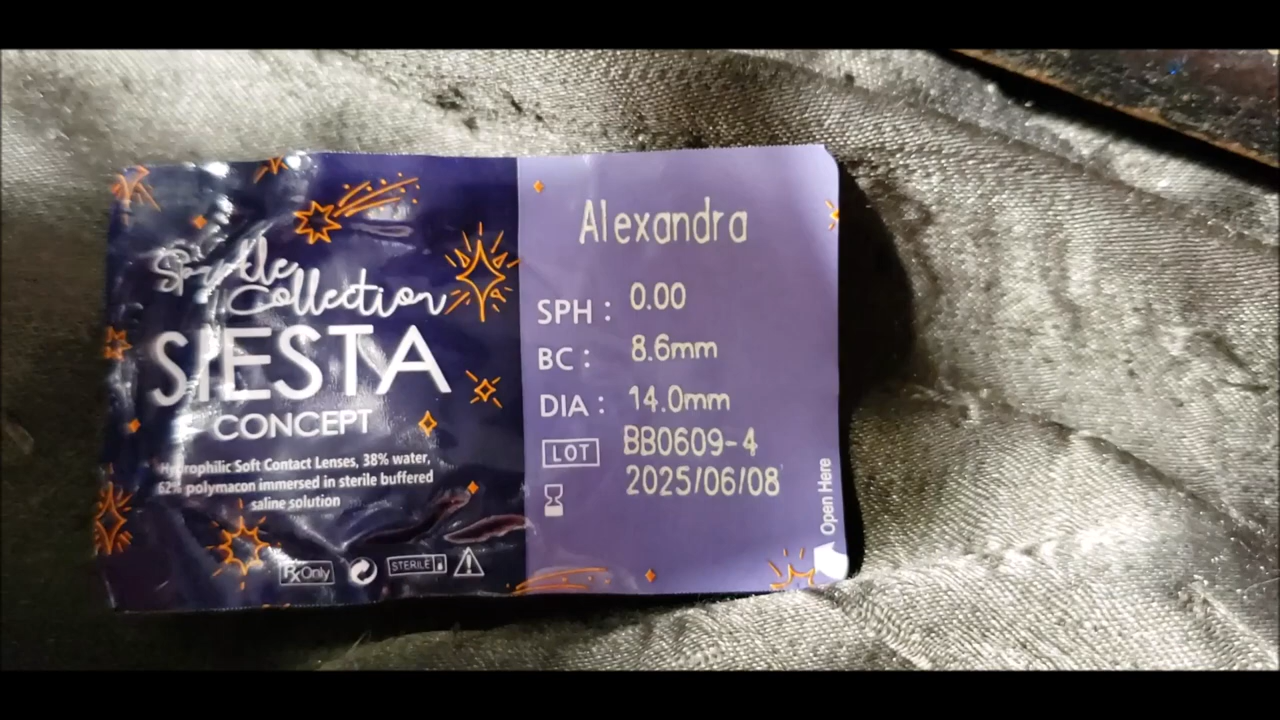 Sparkle
Collection
SIESTA
CONCEPT
Hydrophilic Soft Contact Lenses, 38% water,
62% polymacon immersed in sterile buffered
saline solution
Rx Only
STERILE
Alexandra
SPH : 0.00
BC : 8.6mm
DIA : 14.0mm
LOT BB0609-4
2025/06/08
Open Here